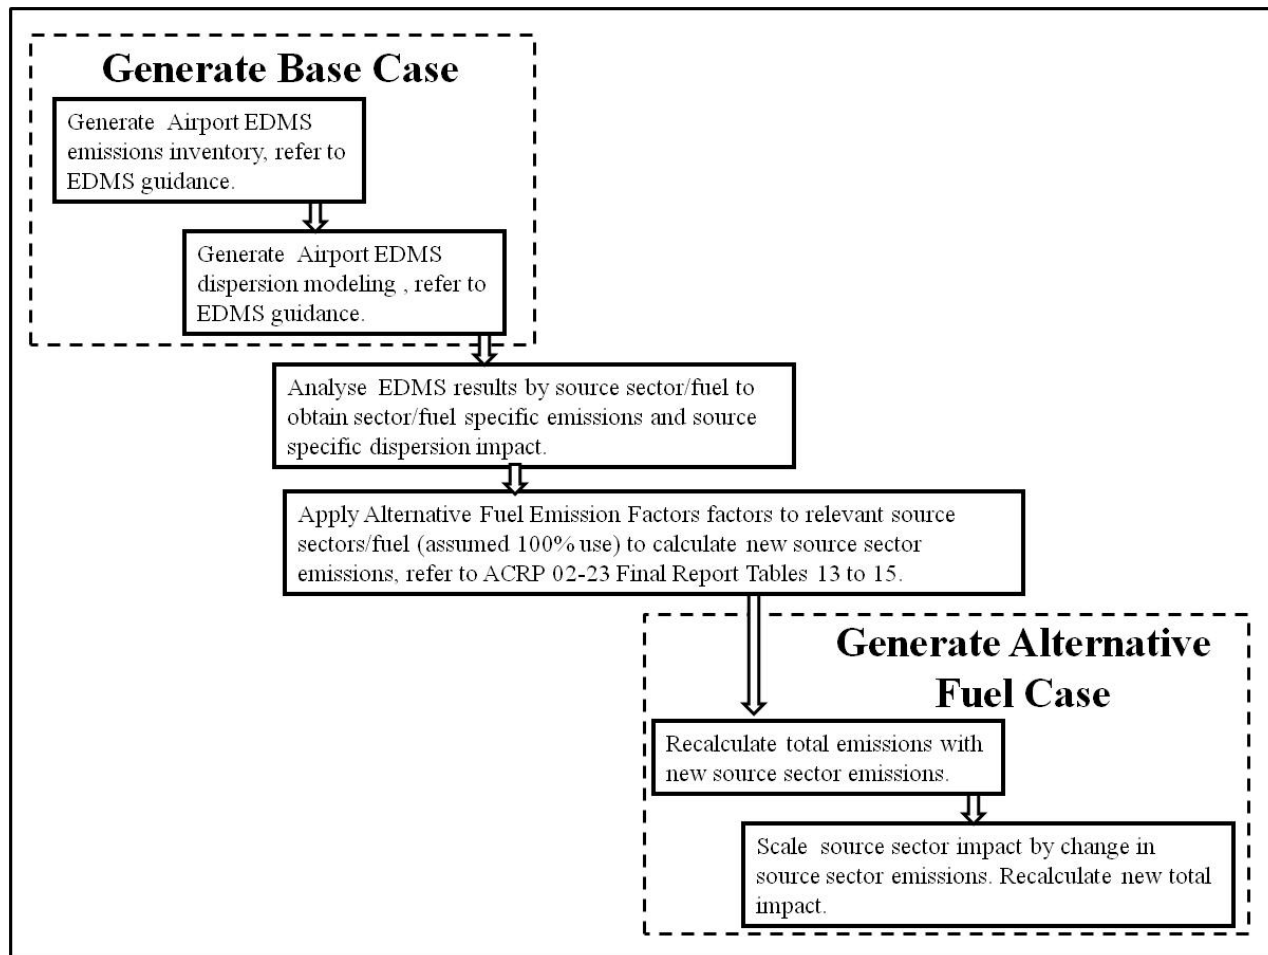 Generate Base Case
Generate Airport EDMS
emissions inventory, refer to
EDMS guidance.
Generate Airport EDMS
dispersion modeling , refer to
EDMS guidance.
Analyse EDMS results by source sector/fuel to
obtain sector/fuel specific emissions and source
specific dispersion impact.
Apply Alternative Fuel Emission Factors factors to relevant source
sectors/fuel (assumed 100% use) to calculate new source sector
emissions, refer to ACRP 02-23 Final Report Tables 13 to 15.
Generate Alternative
Fuel Case
Recalculate total emissions with
new source sector emissions.
Scale source sector impact by change in
source sector emissions. Recalculate new total
impact.